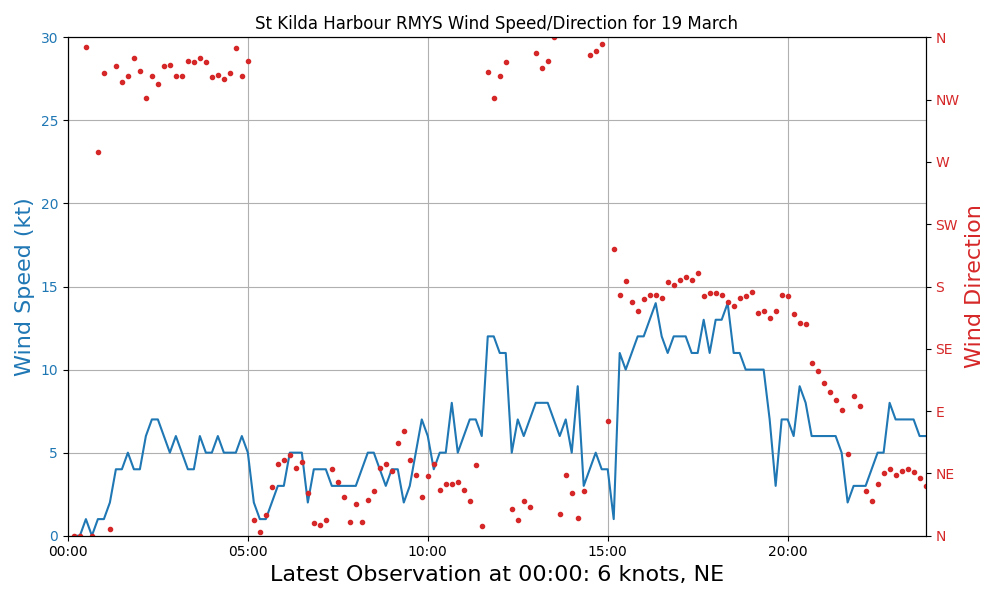 St Kilda Harbour RMYS Wind Speed/Direction for 19 March
30
25
20
15
10
5
0
Wind Speed (kt)
N
NW
W
SW
S
SE
E
NE
N
Wind Direction
00:00 05:00 10:00 15:00 20:00
Latest Observation at 00:00: 6 knots, NE